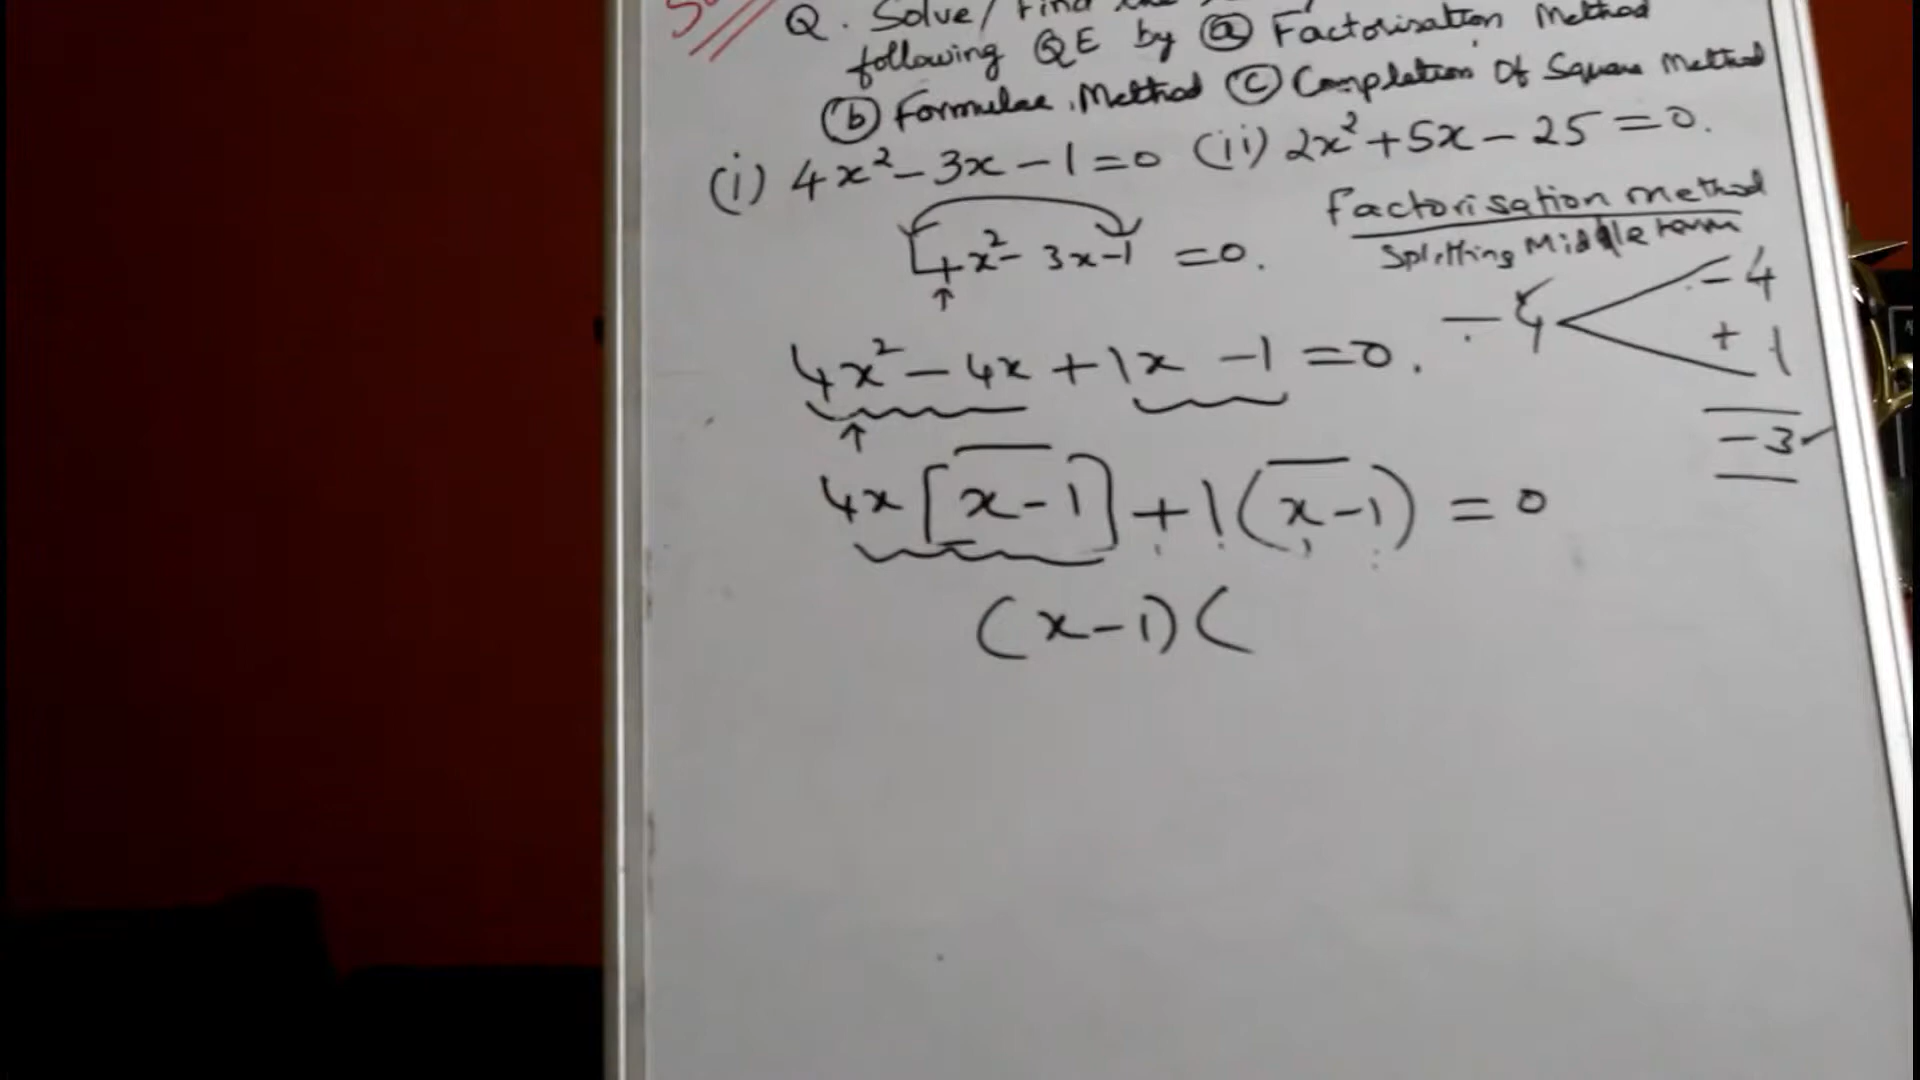 Q. Solve / Find the
following QE by (a) Factorisation Method
(b) Formulae Method (c) Completion Of Square Method
(i) 4x² - 3x - 1 = 0 (ii) 2x² + 5x - 25 = 0.
Factorisation method
Splitting Middle term
4x² - 3x - 1 = 0.
-4
-4
+1
-3
4x² - 4x + 1x - 1 = 0.
4x[x-1] + 1(x-1) = 0
(x-1)(